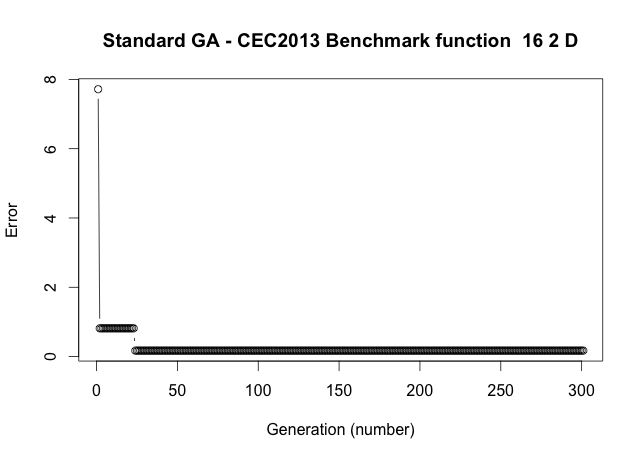 Standard GA - CEC2013 Benchmark function  16 2 D
8
6
4
2
0
Error
0 50 100 150 200 250 300
Generation (number)